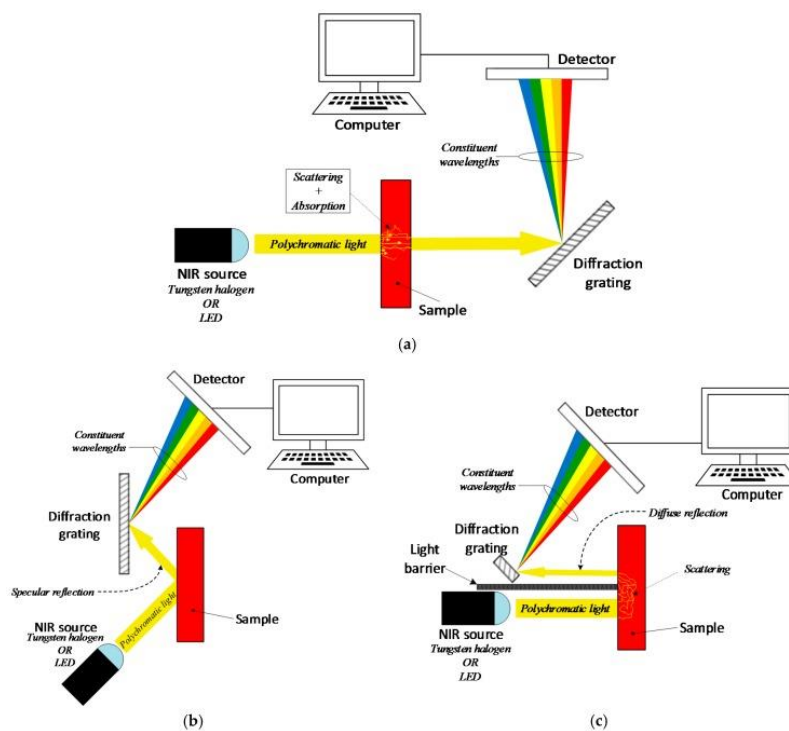 Detector
Computer
Constituent
wavelengths
Scattering
+
Absorption
Polychromatic light
NIR source
Tungsten halogen
OR
LED
Diffraction
grating
Sample
(a)
Detector
Constituent
wavelengths
Computer
Diffraction
grating
Specular reflection
Polychromatic light
Sample
NIR source
Tungsten halogen
OR
LED
(b)
Detector
Constituent
wavelengths
Computer
Diffuse reflection
Diffraction
grating
Light
barrier
Scattering
Polychromatic light
NIR source
Tungsten halogen
OR
LED
Sample
(c)